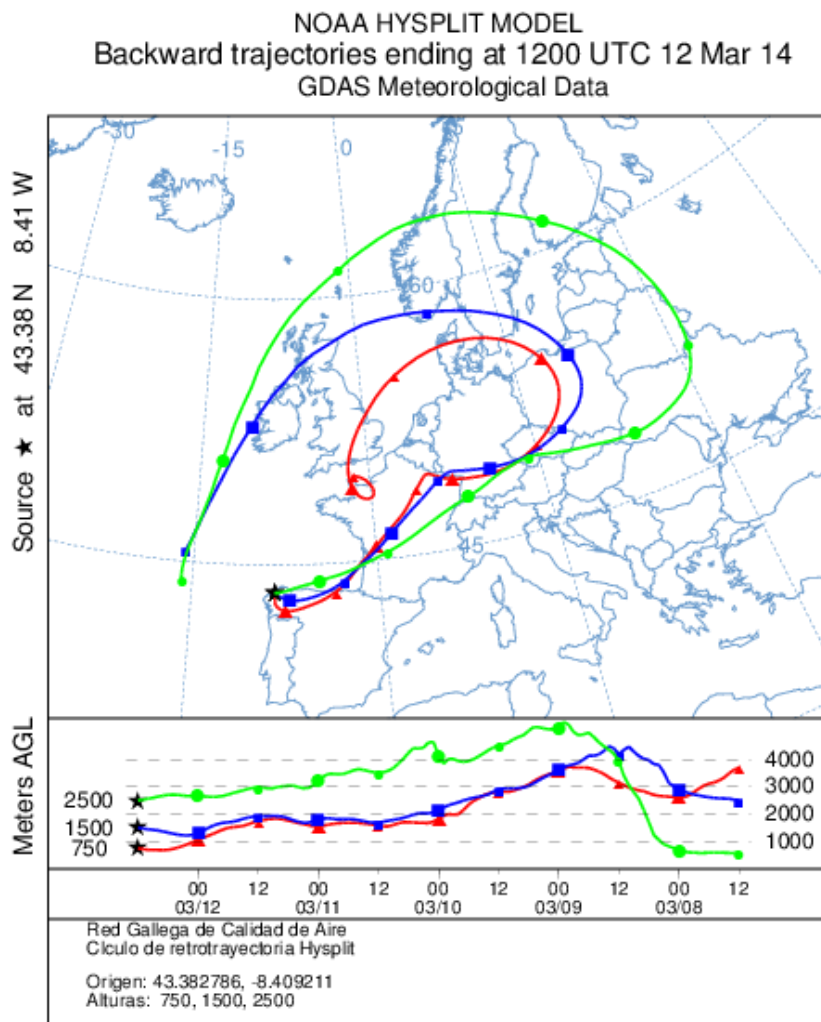 NOAA HYSPLIT MODEL
Backward trajectories ending at 1200 UTC 12 Mar 14
GDAS Meteorological Data
Source ★ at 43.38 N 8.41 W
-30
-15
0
60
45
Meters AGL
2500
1500
750
4000
3000
2000
1000
00 12 00 12 00 12 00 12 00 12
03/12 03/11 03/10 03/09 03/08
Red Gallega de Calidad de Aire
Clculo de retrotrayectoria Hysplit
Origen: 43.382786, -8.409211
Alturas: 750, 1500, 2500